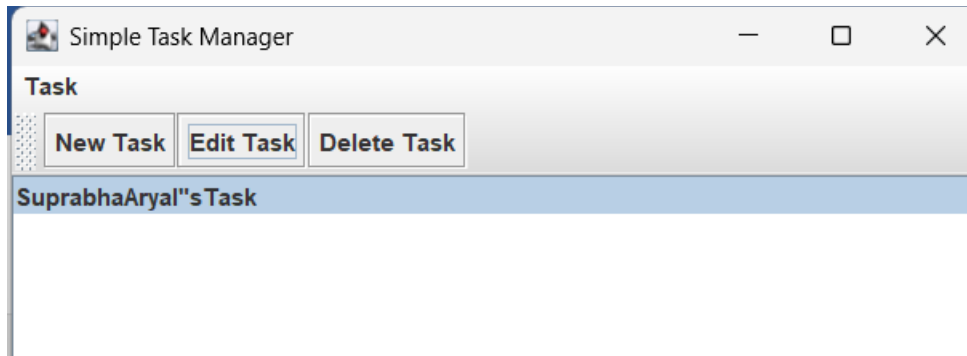 Simple Task Manager
Task
New Task Edit Task Delete Task
SuprabhaAryal"sTask